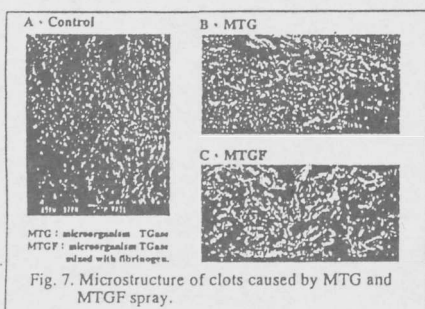 A · Control
B · MTG
C · MTGF
MTG : microorganism TGase
MTGF : microorganism TGase
mixed with fibrinogen.
Fig. 7. Microstructure of clots caused by MTG and
MTGF spray.